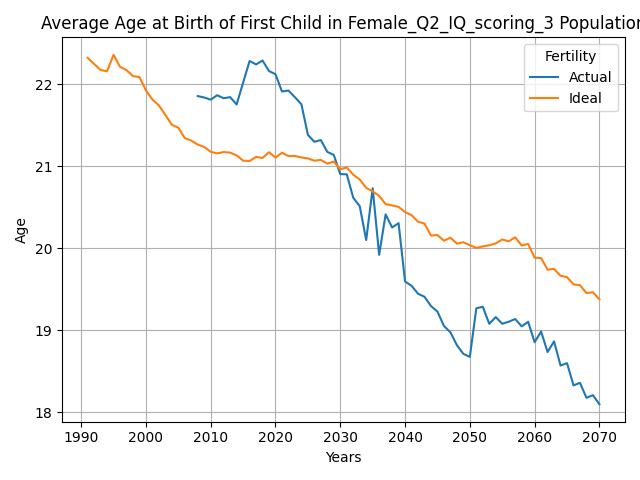 Average Age at Birth of First Child in Female_Q2_IQ_scoring_3 Population
Fertility
Actual
Ideal
Age
22
21
20
19
18
1990 2000 2010 2020 2030 2040 2050 2060 2070
Years